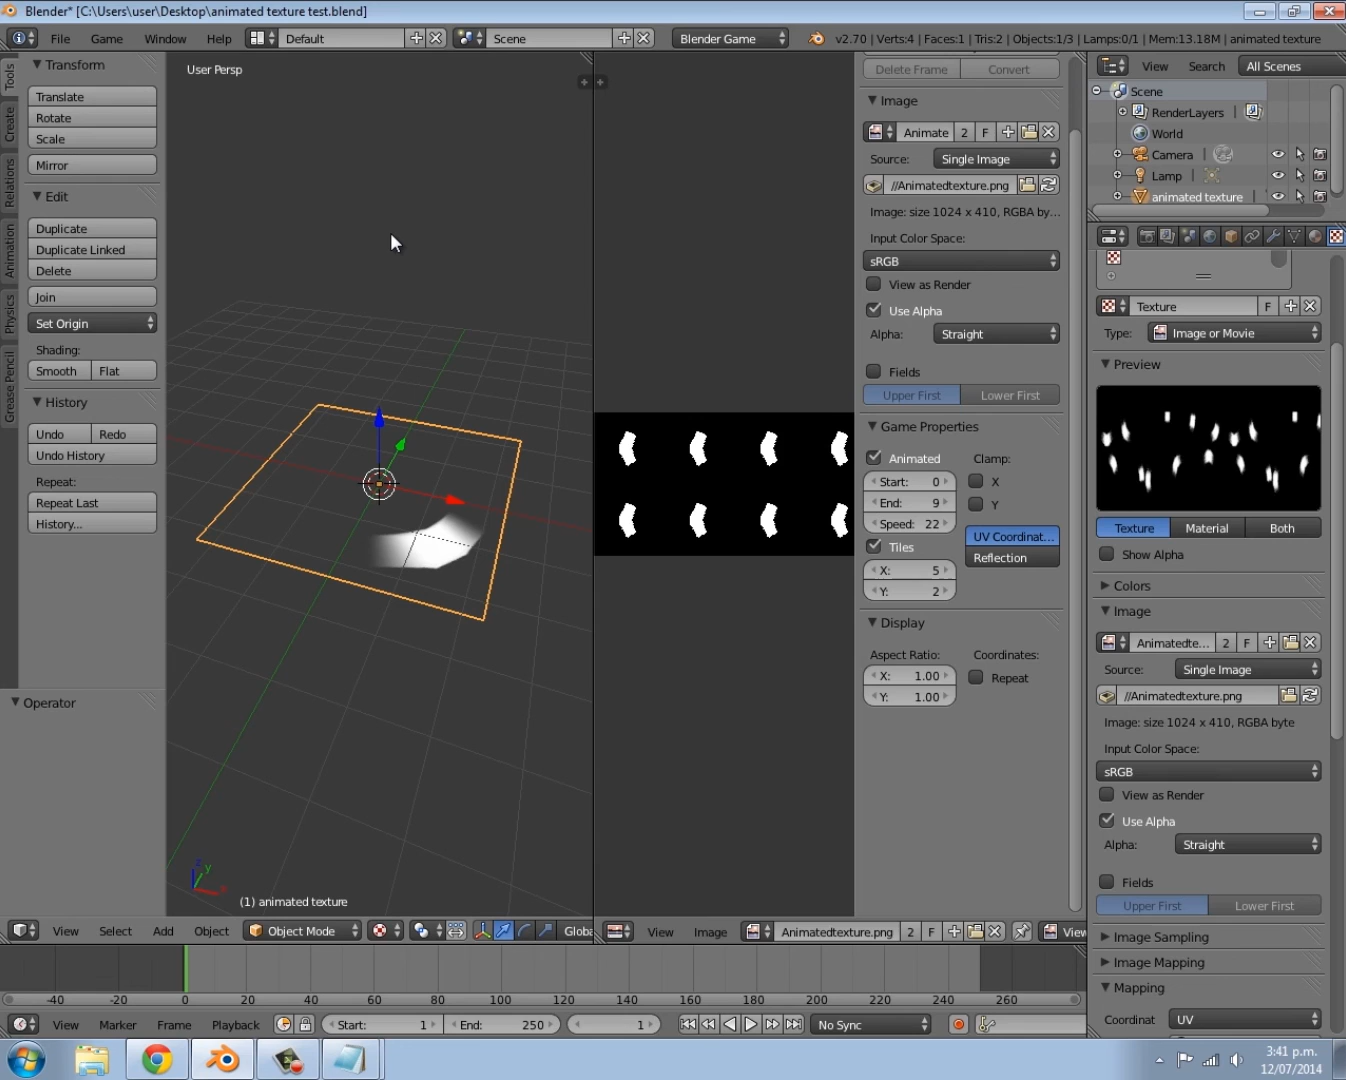 Blender* [C:\Users\user\Desktop\animated texture test.blend]
File Game Window Help Default Scene Blender Game v2.70 | Verts:4 | Faces:1 | Tris:2 | Objects:1/3 | Lamps:0/1 | Mem:13.18M | animated texture
Tools
Create
Relations
Animation
Physics
Grease Pencil
Transform
Translate
Rotate
Scale
Mirror
Edit
Duplicate
Duplicate Linked
Delete
Join
Set Origin
Shading:
Smooth Flat
History
Undo Redo
Undo History
Repeat:
Repeat Last
History...
Operator
User Persp
z
y
x
(1) animated texture
View Select Add Object Object Mode Globa
Delete Frame Convert
Image
Animate 2 F
Source: Single Image
//Animatedtexture.png
Image: size 1024 x 410, RGBA by...
Input Color Space:
sRGB
View as Render
Use Alpha
Alpha: Straight
Fields
Upper First Lower First
Game Properties
Animated Clamp:
Start: 0 X
End: 9 Y
Speed: 22 UV Coordinat...
Tiles Reflection
X: 5
Y: 2
Display
Aspect Ratio: Coordinates:
X: 1.00 Repeat
Y: 1.00
View Image Animatedtexture.png 2 F View
View Search All Scenes
Scene
RenderLayers |
World
Camera |
Lamp |
animated texture |
Texture F
Type: Image or Movie
Preview
Texture Material Both
Show Alpha
Colors
Image
Animatedte... 2 F
Source: Single Image
//Animatedtexture.png
Image: size 1024 x 410, RGBA byte
Input Color Space:
sRGB
View as Render
Use Alpha
Alpha: Straight
Fields
Upper First Lower First
Image Sampling
Image Mapping
Mapping
Coordinat UV
-40 -20 0 20 40 60 80 100 120 140 160 180 200 220 240 260
View Marker Frame Playback Start: 1 End: 250 1 No Sync
3:41 p.m.
12/07/2014